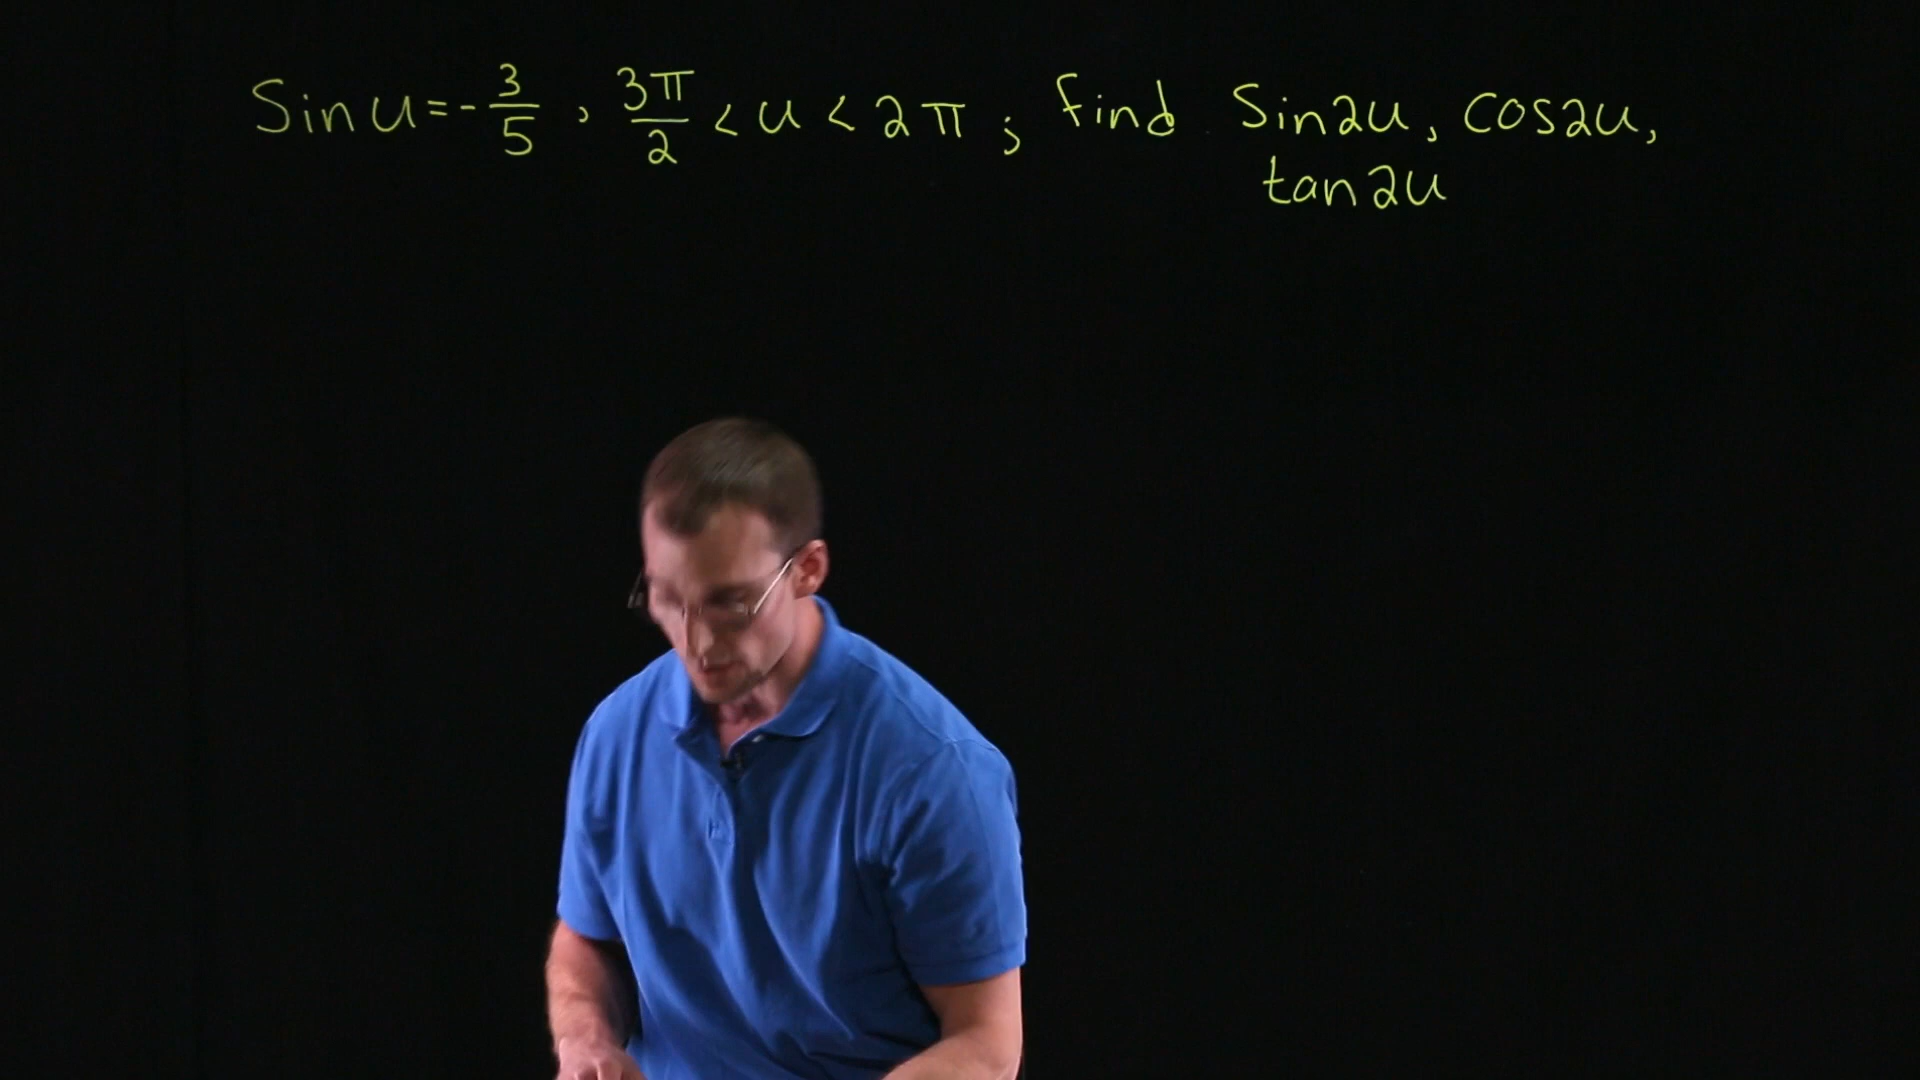 Sin u = - 3/5 , 3π/2 < u < 2π ; find Sin2u, cos2u,
tan2u